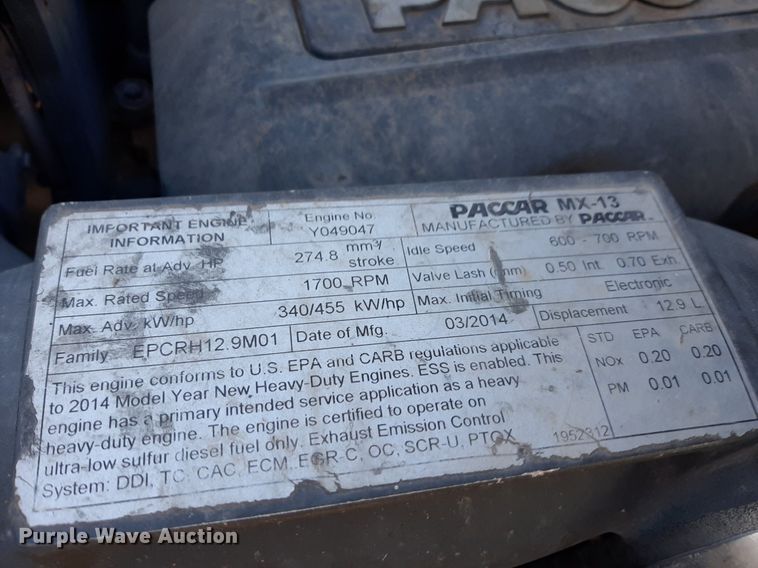 PACCAR
IMPORTANT ENGINE INFORMATION
Engine No. Y049047
PACCAR MX-13
MANUFACTURED BY PACCAR
Fuel Rate at Adv. HP 274.8 mm³/stroke
Idle Speed 600 - 700 RPM
Max. Rated Speed 1700 RPM
Valve Lash (mm) 0.50 Int. 0.70 Exh.
Max. Adv. kW/hp 340/455 kW/hp
Max. Initial Timing Electronic
Family EPCRH12.9M01
Date of Mfg. 03/2014
Displacement 12.9 L
This engine conforms to U.S. EPA and CARB regulations applicable
to 2014 Model Year New Heavy-Duty Engines. ESS is enabled. This
engine has a primary intended service application as a heavy
heavy-duty engine. The engine is certified to operate on
ultra-low sulfur diesel fuel only. Exhaust Emission Control
System: DDI, TC, CAC, ECM, EGR-C, OC, SCR-U, PTOX
STD EPA CARB
NOx 0.20 0.20
PM 0.01 0.01
1952312
Purple Wave Auction®